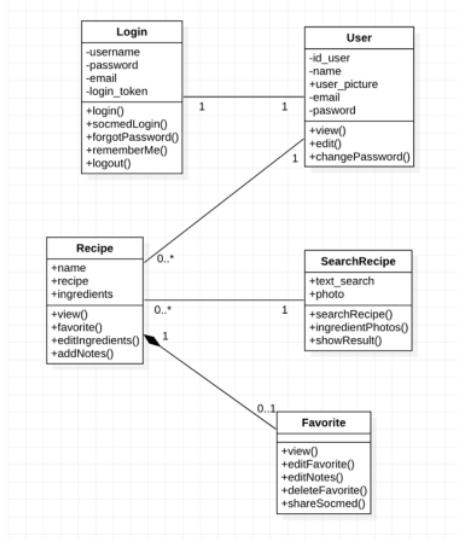 Login
-username
-password
-email
-login_token
+login()
+socmedLogin()
+forgotPassword()
+rememberMe()
+logout()
User
-id_user
-name
+user_picture
-email
-pasword
+view()
+edit()
+changePassword()
1
1
1
0..*
Recipe
+name
+recipe
+ingredients
+view()
+favorite()
+editIngredients()
+addNotes()
SearchRecipe
+text_search
+photo
+searchRecipe()
+ingredientPhotos()
+showResult()
0..*
1
1
0..1
Favorite
+view()
+editFavorite()
+editNotes()
+deleteFavorite()
+shareSocmed()